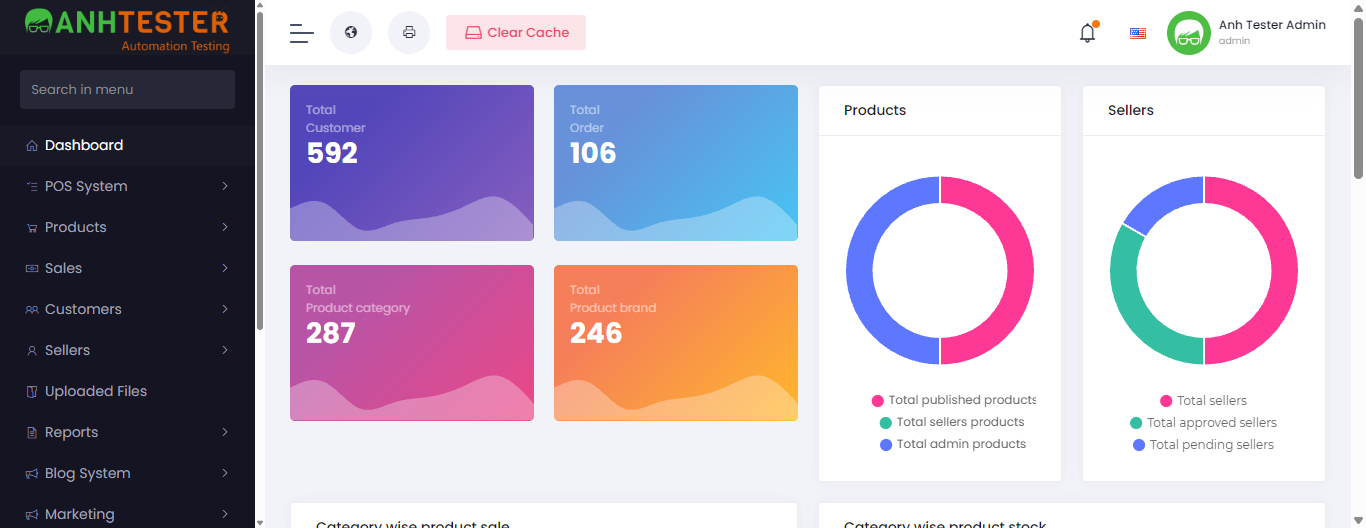 ANHTESTER
Automation Testing
Search in menu
Dashboard
POS System
Products
Sales
Customers
Sellers
Uploaded Files
Reports
Blog System
Marketing
Clear Cache
Anh Tester Admin
admin
Total
Customer
592
Total
Order
106
Total
Product category
287
Total
Product brand
246
Products
Total published products
Total sellers products
Total admin products
Sellers
Total sellers
Total approved sellers
Total pending sellers
Category wise product sale
Category wise product stock